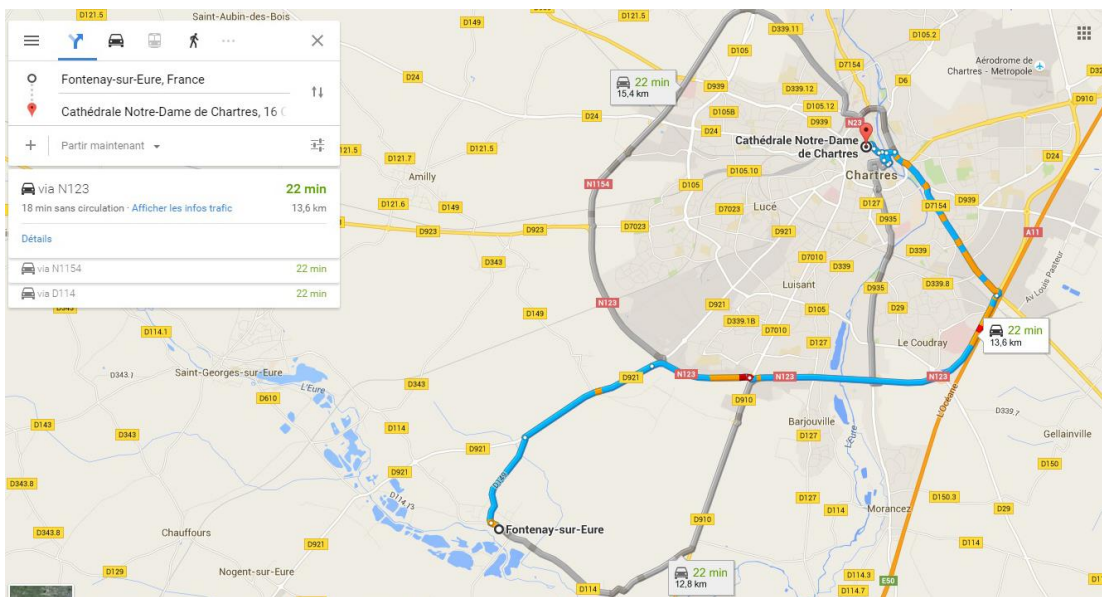 Fontenay-sur-Eure, France
Cathédrale Notre-Dame de Chartres, 16
Partir maintenant
via N123 22 min
18 min sans circulation · Afficher les infos trafic 13,6 km
Détails
via N1154 22 min
via D114 22 min
D121.5
Saint-Aubin-des-Bois
D149
D121.5
D339.11
D105.2
D105
D7154
Aérodrome de
Chartres - Metropole
D24
22 min
15,4 km
D939
D339.12
D6
D910
D105.12
D105B
D24
D24
D939
N23
Cathédrale Notre-Dame
de Chartres
D121.7
D121.5
D105.10
Chartres
Amilly
N1154
D105
D127
D939
D121.6
D149
Lucé
D7023
D935
D7154
D923
D923
D7023
D921
A11
D343
D7010
D339
Av Louis Pasteur
Luisant
D935
D339.8
N123
D921
D105
D29
D149
D339.1B
D7010
D127
Le Coudray
22 min
13,6 km
D114.1
Saint-Georges-sur-Eure
L'Eure
D343
D921
N123
N123
N123
L'Océane
D610
D910
D339.7
D143
D343
D114
Barjouville
D127
L'Eure
Gellainville
D921
D921
D150
D343.8
D127
D114
D150.3
D29
Morancez
D343.8
Chauffours
Fontenay-sur-Eure
D910
D921
D114
D129
Nogent-sur-Eure
22 min
12,8 km
D114.3
E50
D114
D114.7